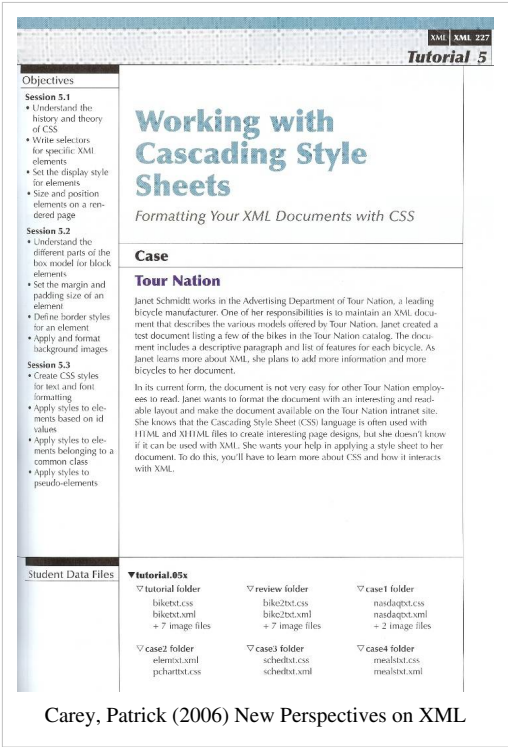 XML XML 227
Tutorial 5
Objectives
Session 5.1
• Understand the
history and theory
of CSS
• Write selectors
for specific XML
elements
• Set the display style
for elements
• Size and position
elements on a ren-
dered page
Session 5.2
• Understand the
different parts of the
box model for block
elements
• Set the margin and
padding size of an
element
• Define border styles
for an element
• Apply and format
background images
Session 5.3
• Create CSS styles
for text and font
formatting
• Apply styles to ele-
ments based on id
values
• Apply styles to ele-
ments belonging to a
common class
• Apply styles to
pseudo-elements
Working with
Cascading Style
Sheets
Formatting Your XML Documents with CSS
Case
Tour Nation
Janet Schmidtt works in the Advertising Department of Tour Nation, a leading
bicycle manufacturer. One of her responsibilities is to maintain an XML docu-
ment that describes the various models offered by Tour Nation. Janet created a
test document listing a few of the bikes in the Tour Nation catalog. The docu-
ment includes a descriptive paragraph and list of features for each bicycle. As
Janet learns more about XML, she plans to add more information and more
bicycles to her document.
In its current form, the document is not very easy for other Tour Nation employ-
ees to read. Janet wants to format the document with an interesting and read-
able layout and make the document available on the Tour Nation intranet site.
She knows that the Cascading Style Sheet (CSS) language is often used with
HTML and XHTML files to create interesting page designs, but she doesn't know
if it can be used with XML. She wants your help in applying a style sheet to her
document. To do this, you'll have to learn more about CSS and how it interacts
with XML.
Student Data Files
▼tutorial.05x
▽ tutorial folder
biketxt.css
biketxt.xml
+ 7 image files
▽ review folder
bike2txt.css
bike2txt.xml
+ 7 image files
▽ case1 folder
nasdaqtxt.css
nasdaqtxt.xml
+ 2 image files
▽ case2 folder
elemtxt.xml
pcharttxt.css
▽ case3 folder
schedtxt.css
schedtxt.xml
▽ case4 folder
mealstxt.css
mealstxt.xml
Carey, Patrick (2006) New Perspectives on XML